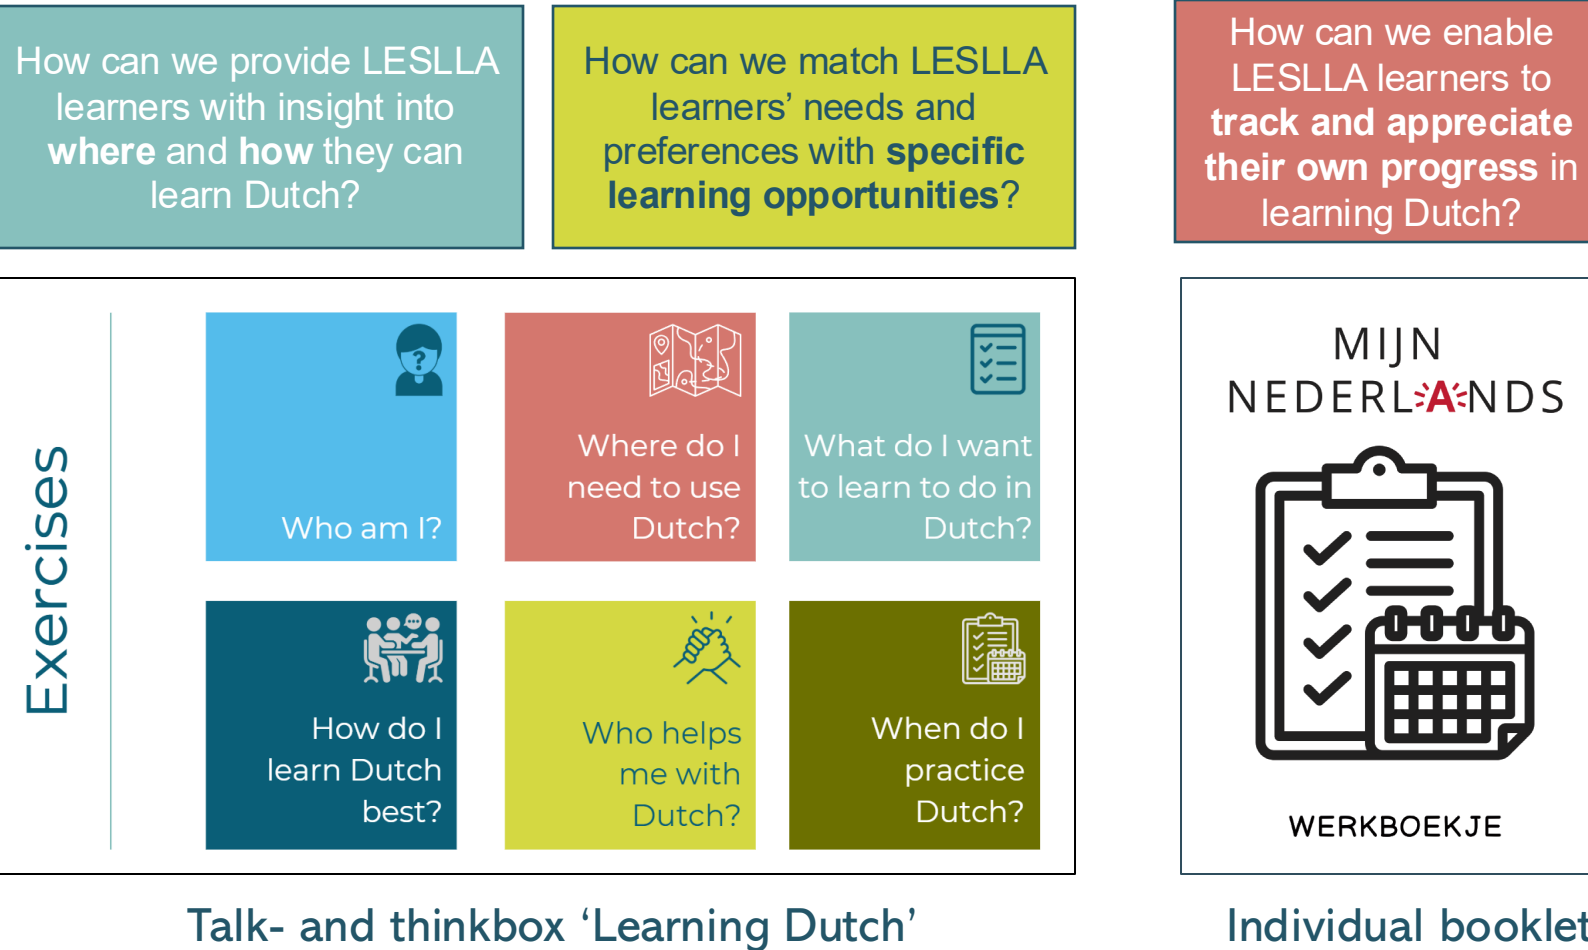 How can we provide LESLLA
learners with insight into
where and how they can
learn Dutch?
How can we match LESLLA
learners’ needs and
preferences with specific
learning opportunities?
How can we enable
LESLLA learners to
track and appreciate
their own progress in
learning Dutch?
Exercises
?
Who am I?
Where do I
need to use
Dutch?
What do I want
to learn to do in
Dutch?
How do I
learn Dutch
best?
Who helps
me with
Dutch?
When do I
practice
Dutch?
MIJN
NEDERLANDS
WERKBOEKJE
Talk- and thinkbox ‘Learning Dutch’
Individual booklet